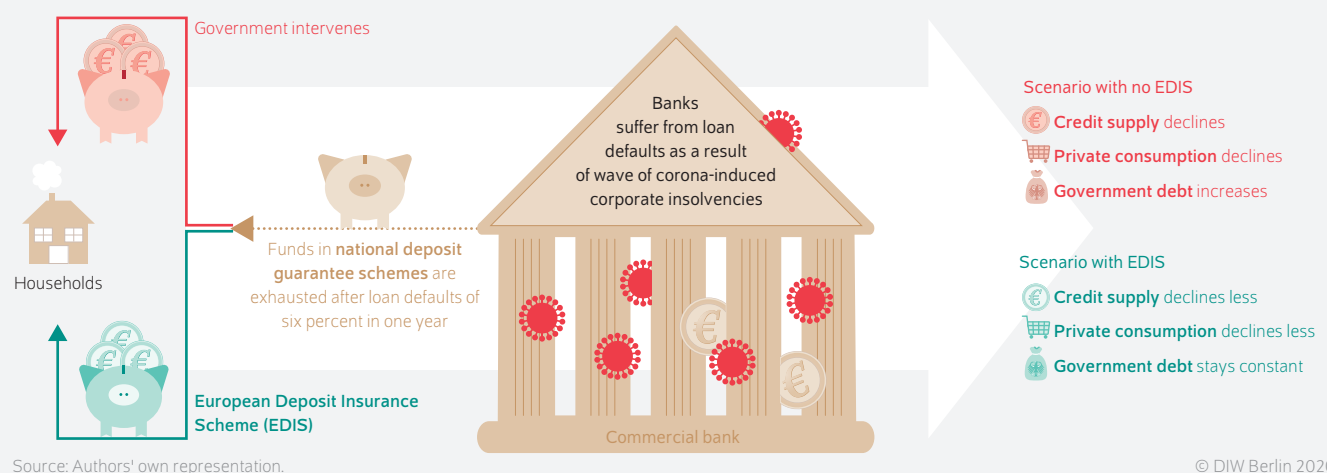 Government intervenes
Banks
suffer from loan
defaults as a result
of wave of corona-induced
corporate insolvencies
Scenario with no EDIS
Credit supply declines
Private consumption declines
Government debt increases
Households
Funds in national deposit
guarantee schemes are
exhausted after loan defaults of
six percent in one year
Scenario with EDIS
Credit supply declines less
Private consumption declines less
Government debt stays constant
European Deposit Insurance
Scheme (EDIS)
Commercial bank
Source: Authors' own representation.
© DIW Berlin